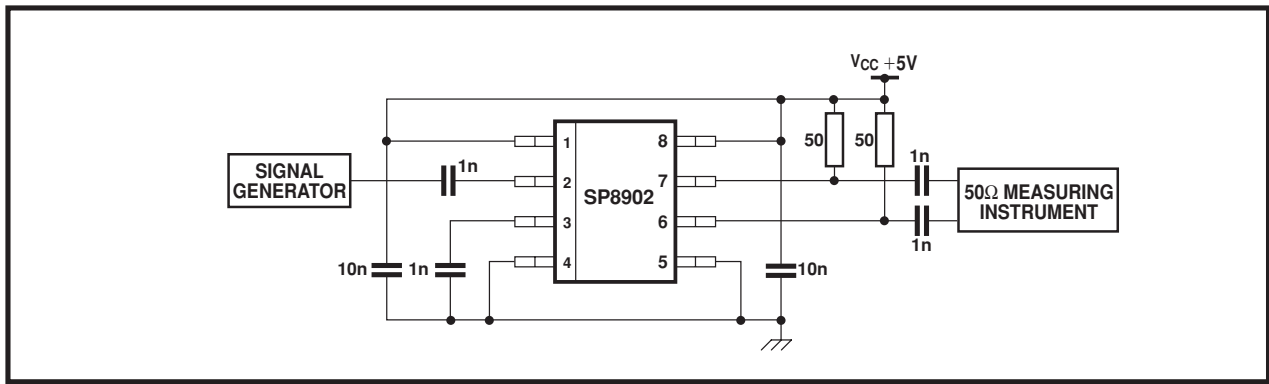 VCC +5V
1
8
50
50
1n
SIGNAL
GENERATOR
1n
2
SP8902
7
50Ω MEASURING
INSTRUMENT
3
6
1n
10n
1n
4
5
10n